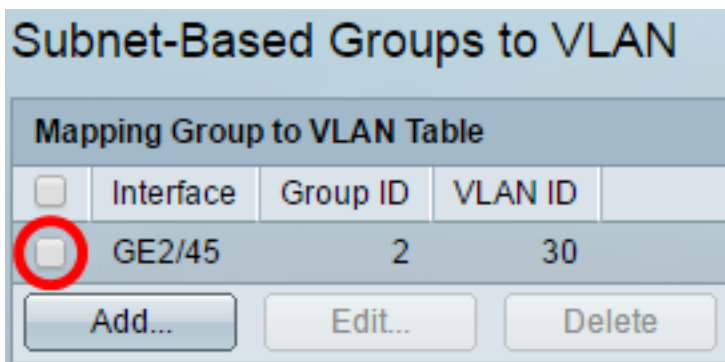 Subnet-Based Groups to VLAN
Mapping Group to VLAN Table
Interface Group ID VLAN ID
GE2/45 2 30
Add... Edit... Delete